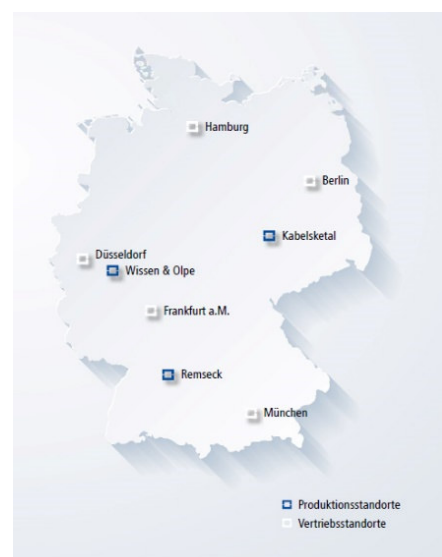 Hamburg
Berlin
Kabelsketal
Düsseldorf
Wissen & Olpe
Frankfurt a.M.
Remseck
München
Produktionsstandorte
Vertriebsstandorte